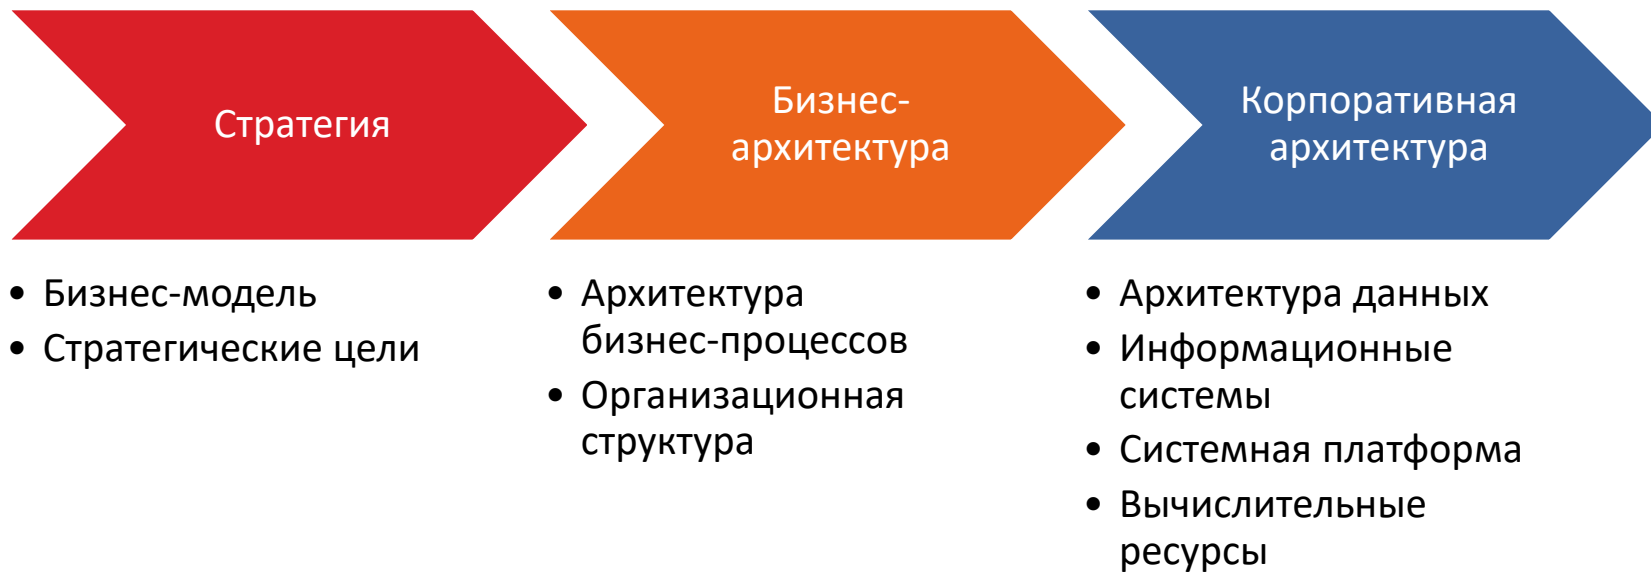 Стратегия
• Бизнес-модель
• Стратегические цели
Бизнес-
архитектура
• Архитектура
бизнес-процессов
• Организационная
структура
Корпоративная
архитектура
• Архитектура данных
• Информационные
системы
• Системная платформа
• Вычислительные
ресурсы